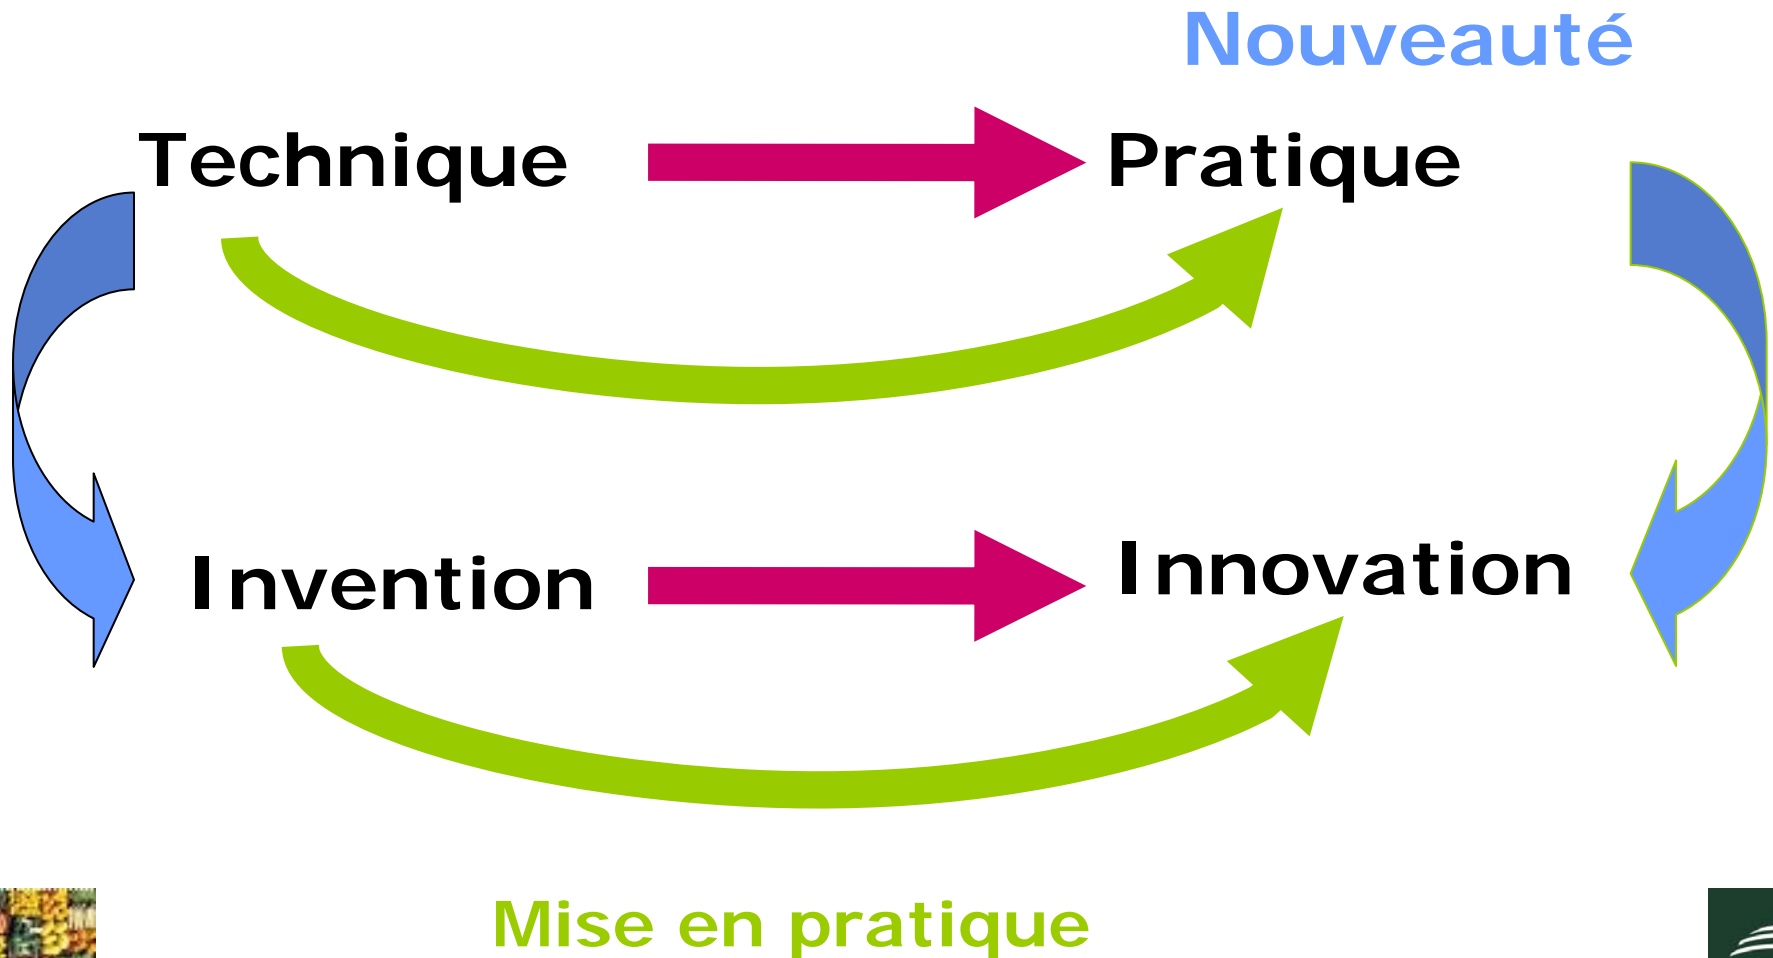 Nouveauté
Technique Pratique
Invention Innovation
Mise en pratique